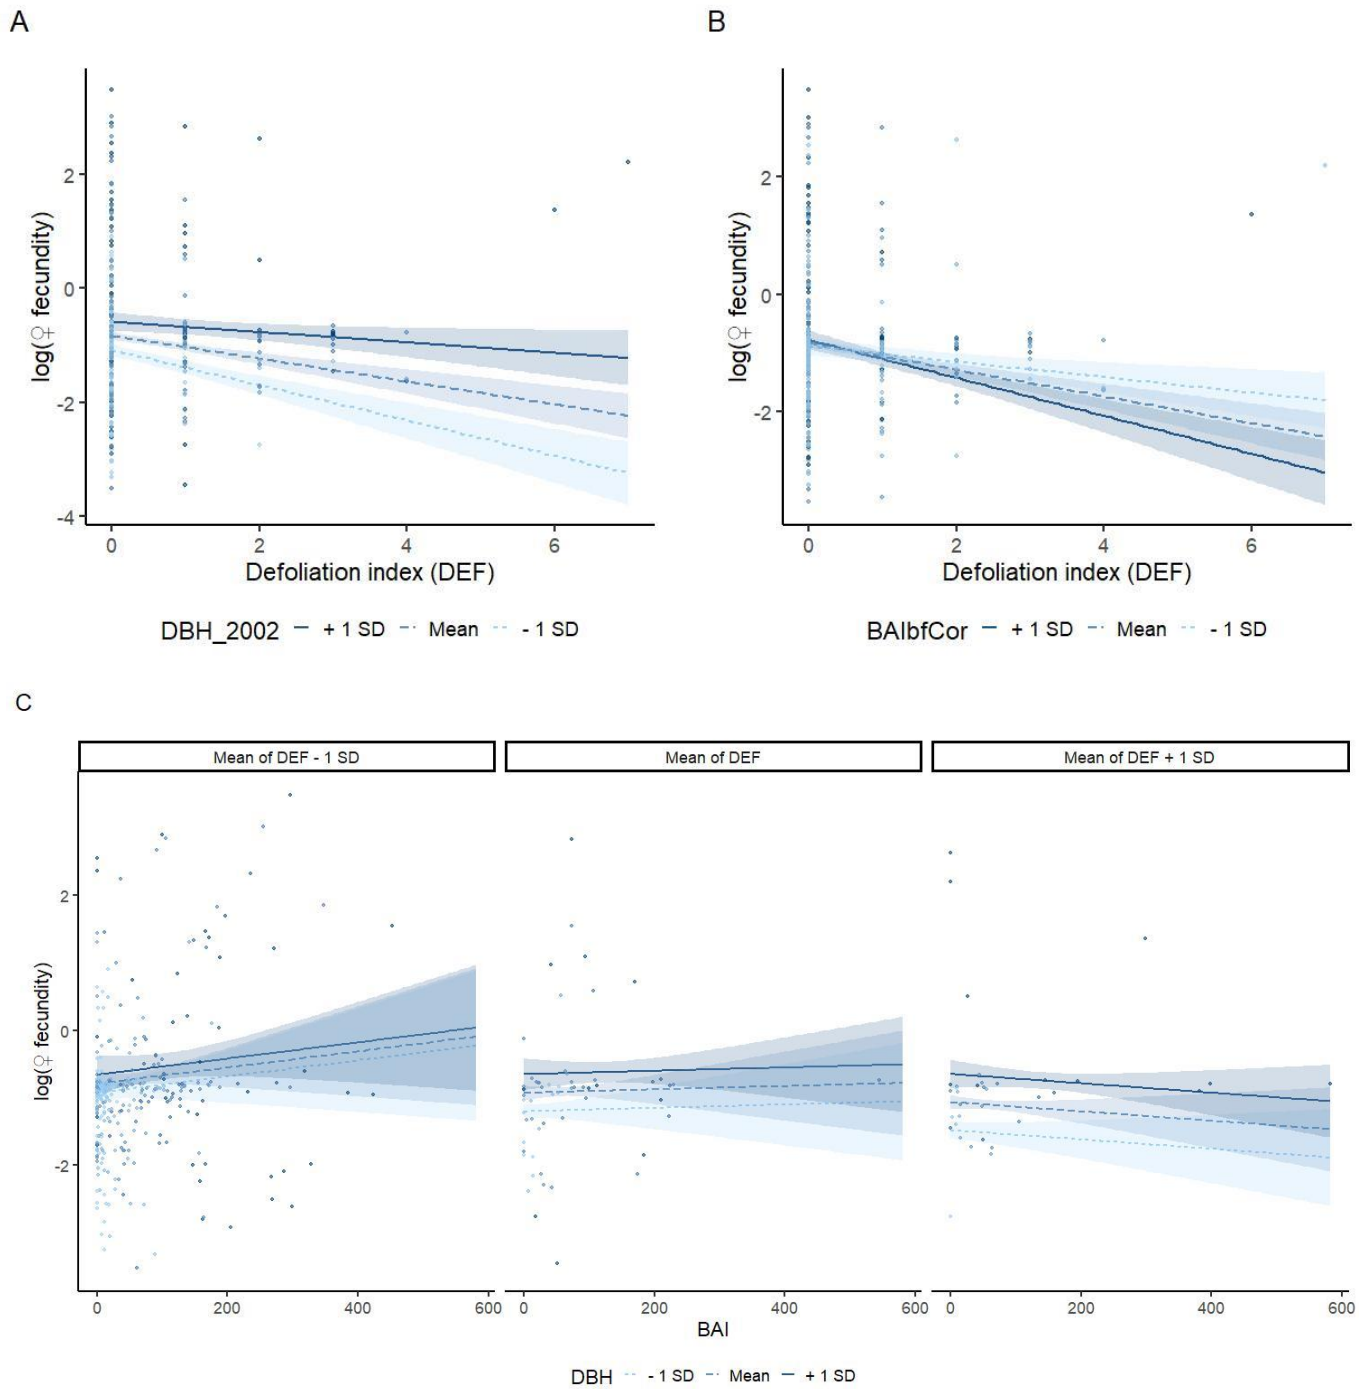 A
B
log(♀ fecundity)
2
0
-2
-4
0 2 4 6
Defoliation index (DEF)
DBH_2002 + 1 SD Mean - 1 SD
log(♀ fecundity)
2
0
-2
0 2 4 6
Defoliation index (DEF)
BAIbfCor + 1 SD Mean - 1 SD
C
Mean of DEF - 1 SD Mean of DEF Mean of DEF + 1 SD
log(♀ fecundity)
2
0
-2
0 200 400 600 0 200 400 600 0 200 400 600
BAI
DBH - 1 SD Mean + 1 SD